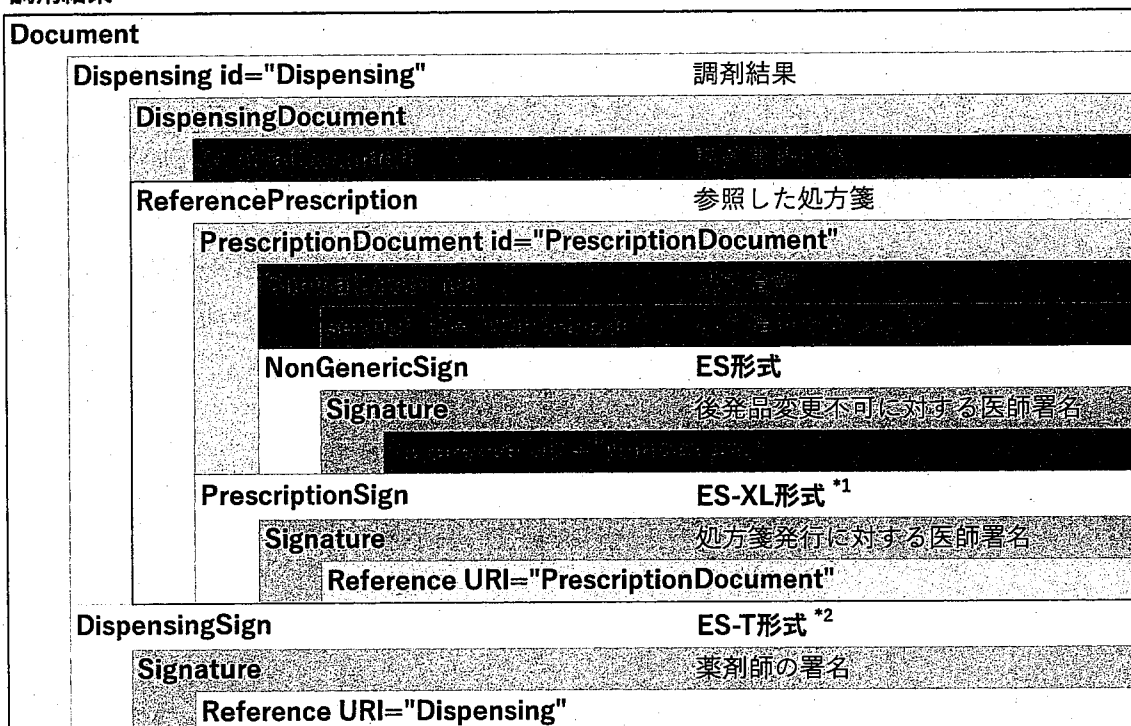 Document
Dispensing id="Dispensing" 調剤結果
DispensingDocument
ReferencePrescription 参照した処方箋
PrescriptionDocument id="PrescriptionDocument"
NonGenericSign ES形式
Signature 後発品変更不可に対する医師署名
PrescriptionSign ES-XL形式 *1
Signature 処方箋発行に対する医師署名
Reference URI="PrescriptionDocument"
DispensingSign ES-T形式 *2
Signature 薬剤師の署名
Reference URI="Dispensing"